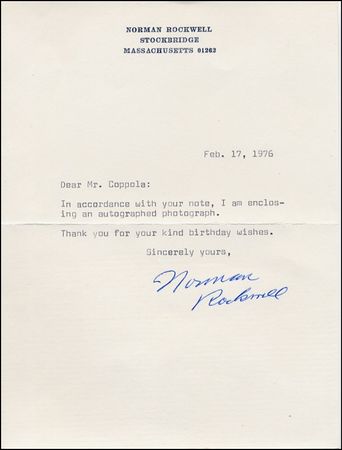 NORMAN ROCKWELL
STOCKBRIDGE
MASSACHUSETTS 01262
Feb. 17, 1976
Dear Mr. Coppola:
In accordance with your note, I am enclos-
ing an autographed photograph.
Thank you for your kind birthday wishes.
Sincerely yours,
Norman
Rockwell